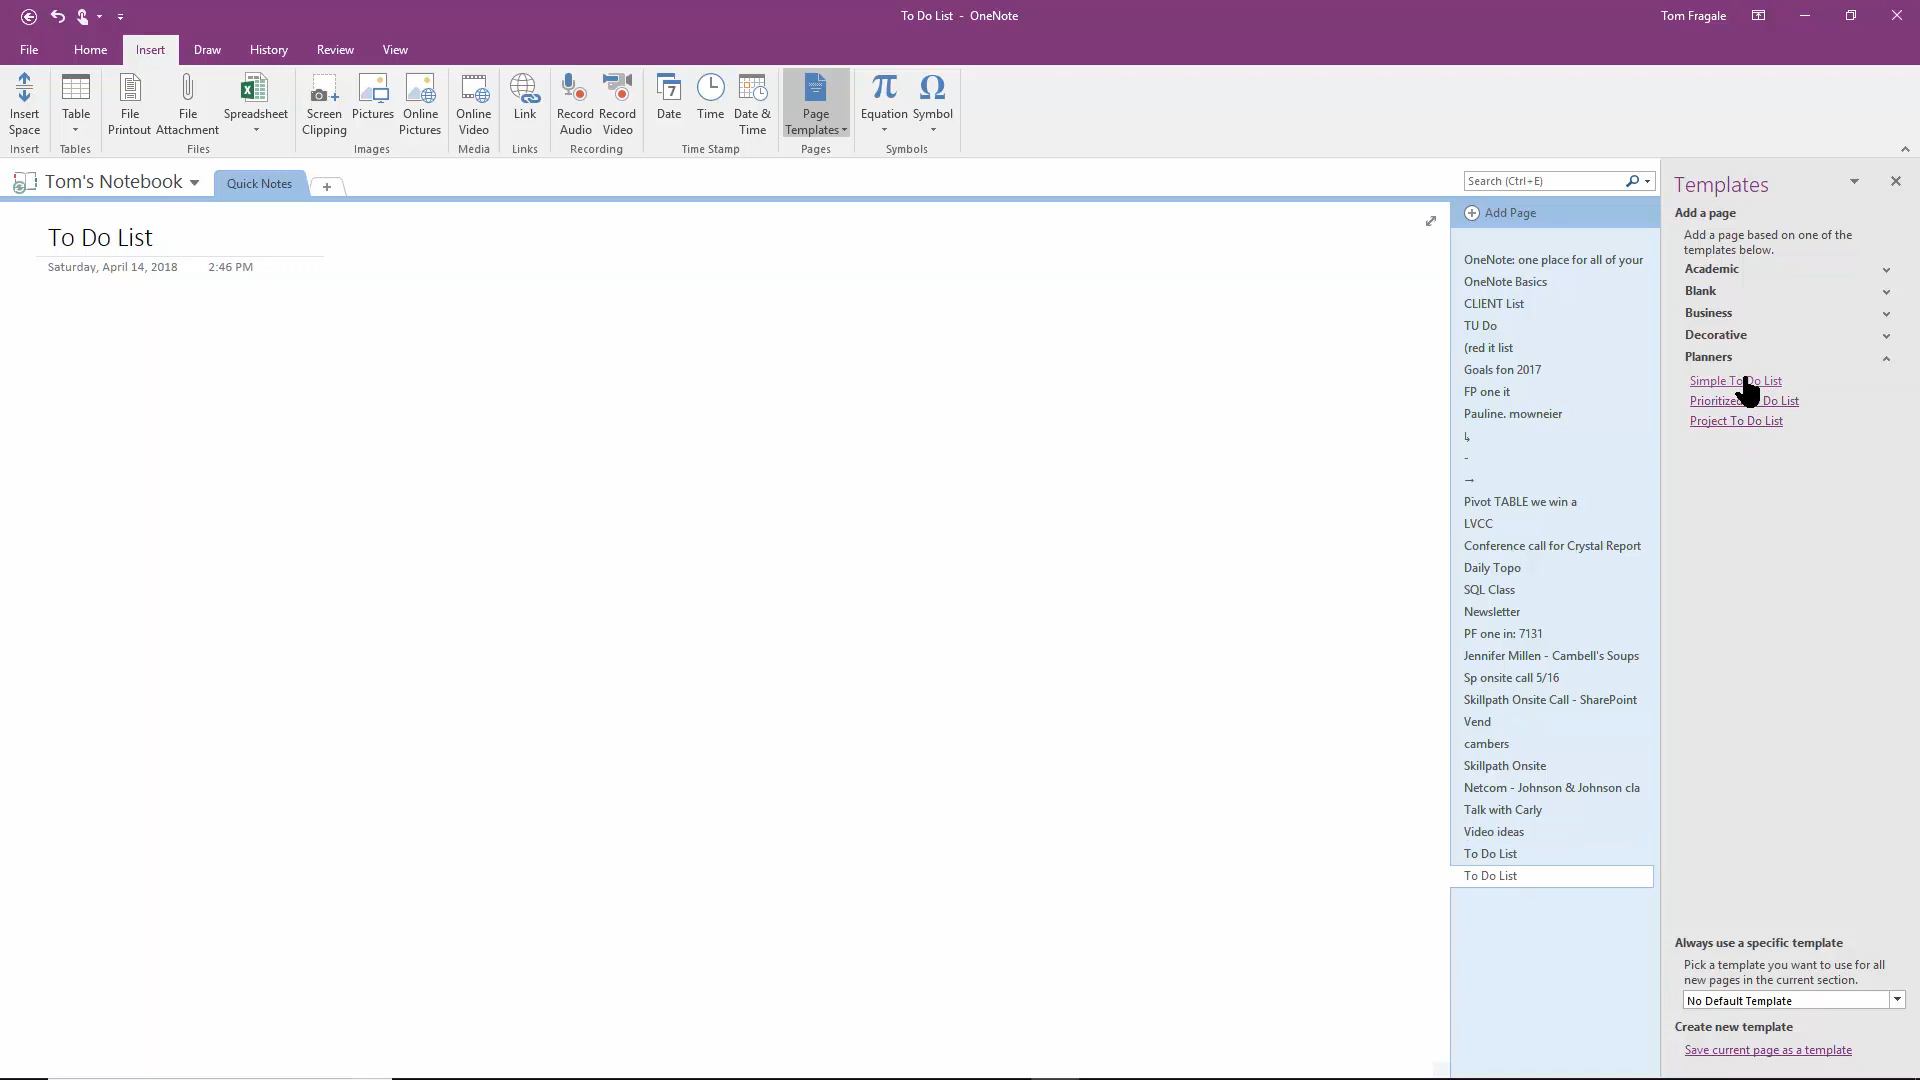 To Do List - OneNote
Tom Fragale
File
Home
Insert
Draw
History
Review
View
Insert Space
Table
File Printout
File Attachment
Spreadsheet
Screen Clipping
Pictures
Online Pictures
Online Video
Link
Record Audio
Record Video
7
Date
Time
Date & Time
Page Templates
π
Equation
Ω
Symbol
Insert
Tables
Files
Images
Media
Links
Recording
Time Stamp
Pages
Symbols
Tom's Notebook
Quick Notes
+
Search (Ctrl+E)
To Do List
Saturday, April 14, 2018
2:46 PM
Add Page
OneNote: one place for all of your
OneNote Basics
CLIENT List
TU Do
(red it list
Goals fon 2017
FP one it
Pauline. mowneier
↳
-
→
Pivot TABLE we win a
LVCC
Conference call for Crystal Report
Daily Topo
SQL Class
Newsletter
PF one in: 7131
Jennifer Millen - Cambell's Soups
Sp onsite call 5/16
Skillpath Onsite Call - SharePoint
Vend
cambers
Skillpath Onsite
Netcom - Johnson & Johnson cla
Talk with Carly
Video ideas
To Do List
To Do List
Templates
Add a page
Add a page based on one of the
templates below.
Academic
Blank
Business
Decorative
Planners
Simple To Do List
Prioritized To Do List
Project To Do List
Always use a specific template
Pick a template you want to use for all
new pages in the current section.
No Default Template
Create new template
Save current page as a template